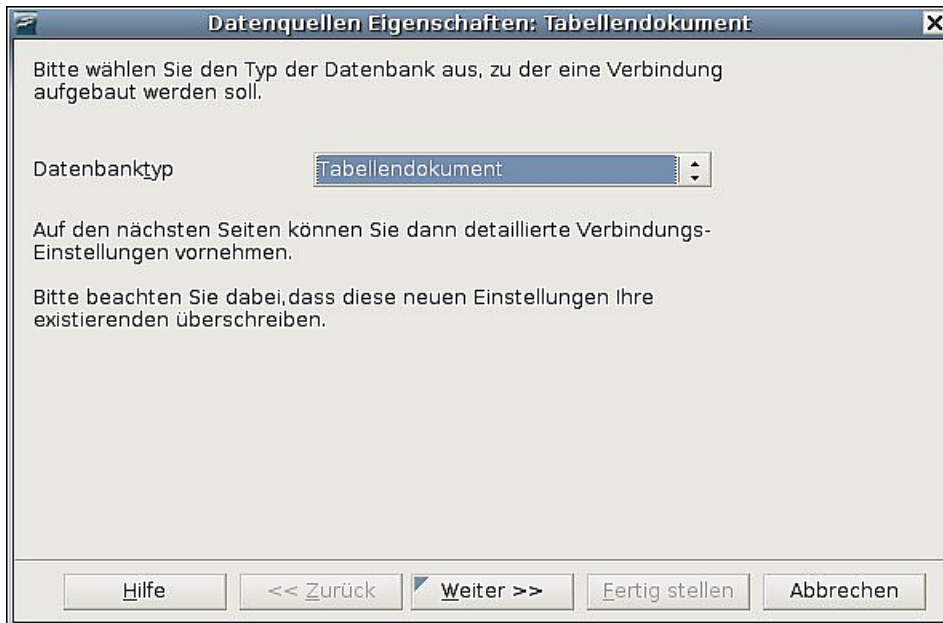 Datenquellen Eigenschaften: Tabellendokument
Bitte wählen Sie den Typ der Datenbank aus, zu der eine Verbindung
aufgebaut werden soll.
Datenbanktyp
Tabellendokument
Auf den nächsten Seiten können Sie dann detaillierte Verbindungs-
Einstellungen vornehmen.
Bitte beachten Sie dabei,dass diese neuen Einstellungen Ihre
existierenden überschreiben.
Hilfe
<< Zurück
Weiter >>
Fertig stellen
Abbrechen